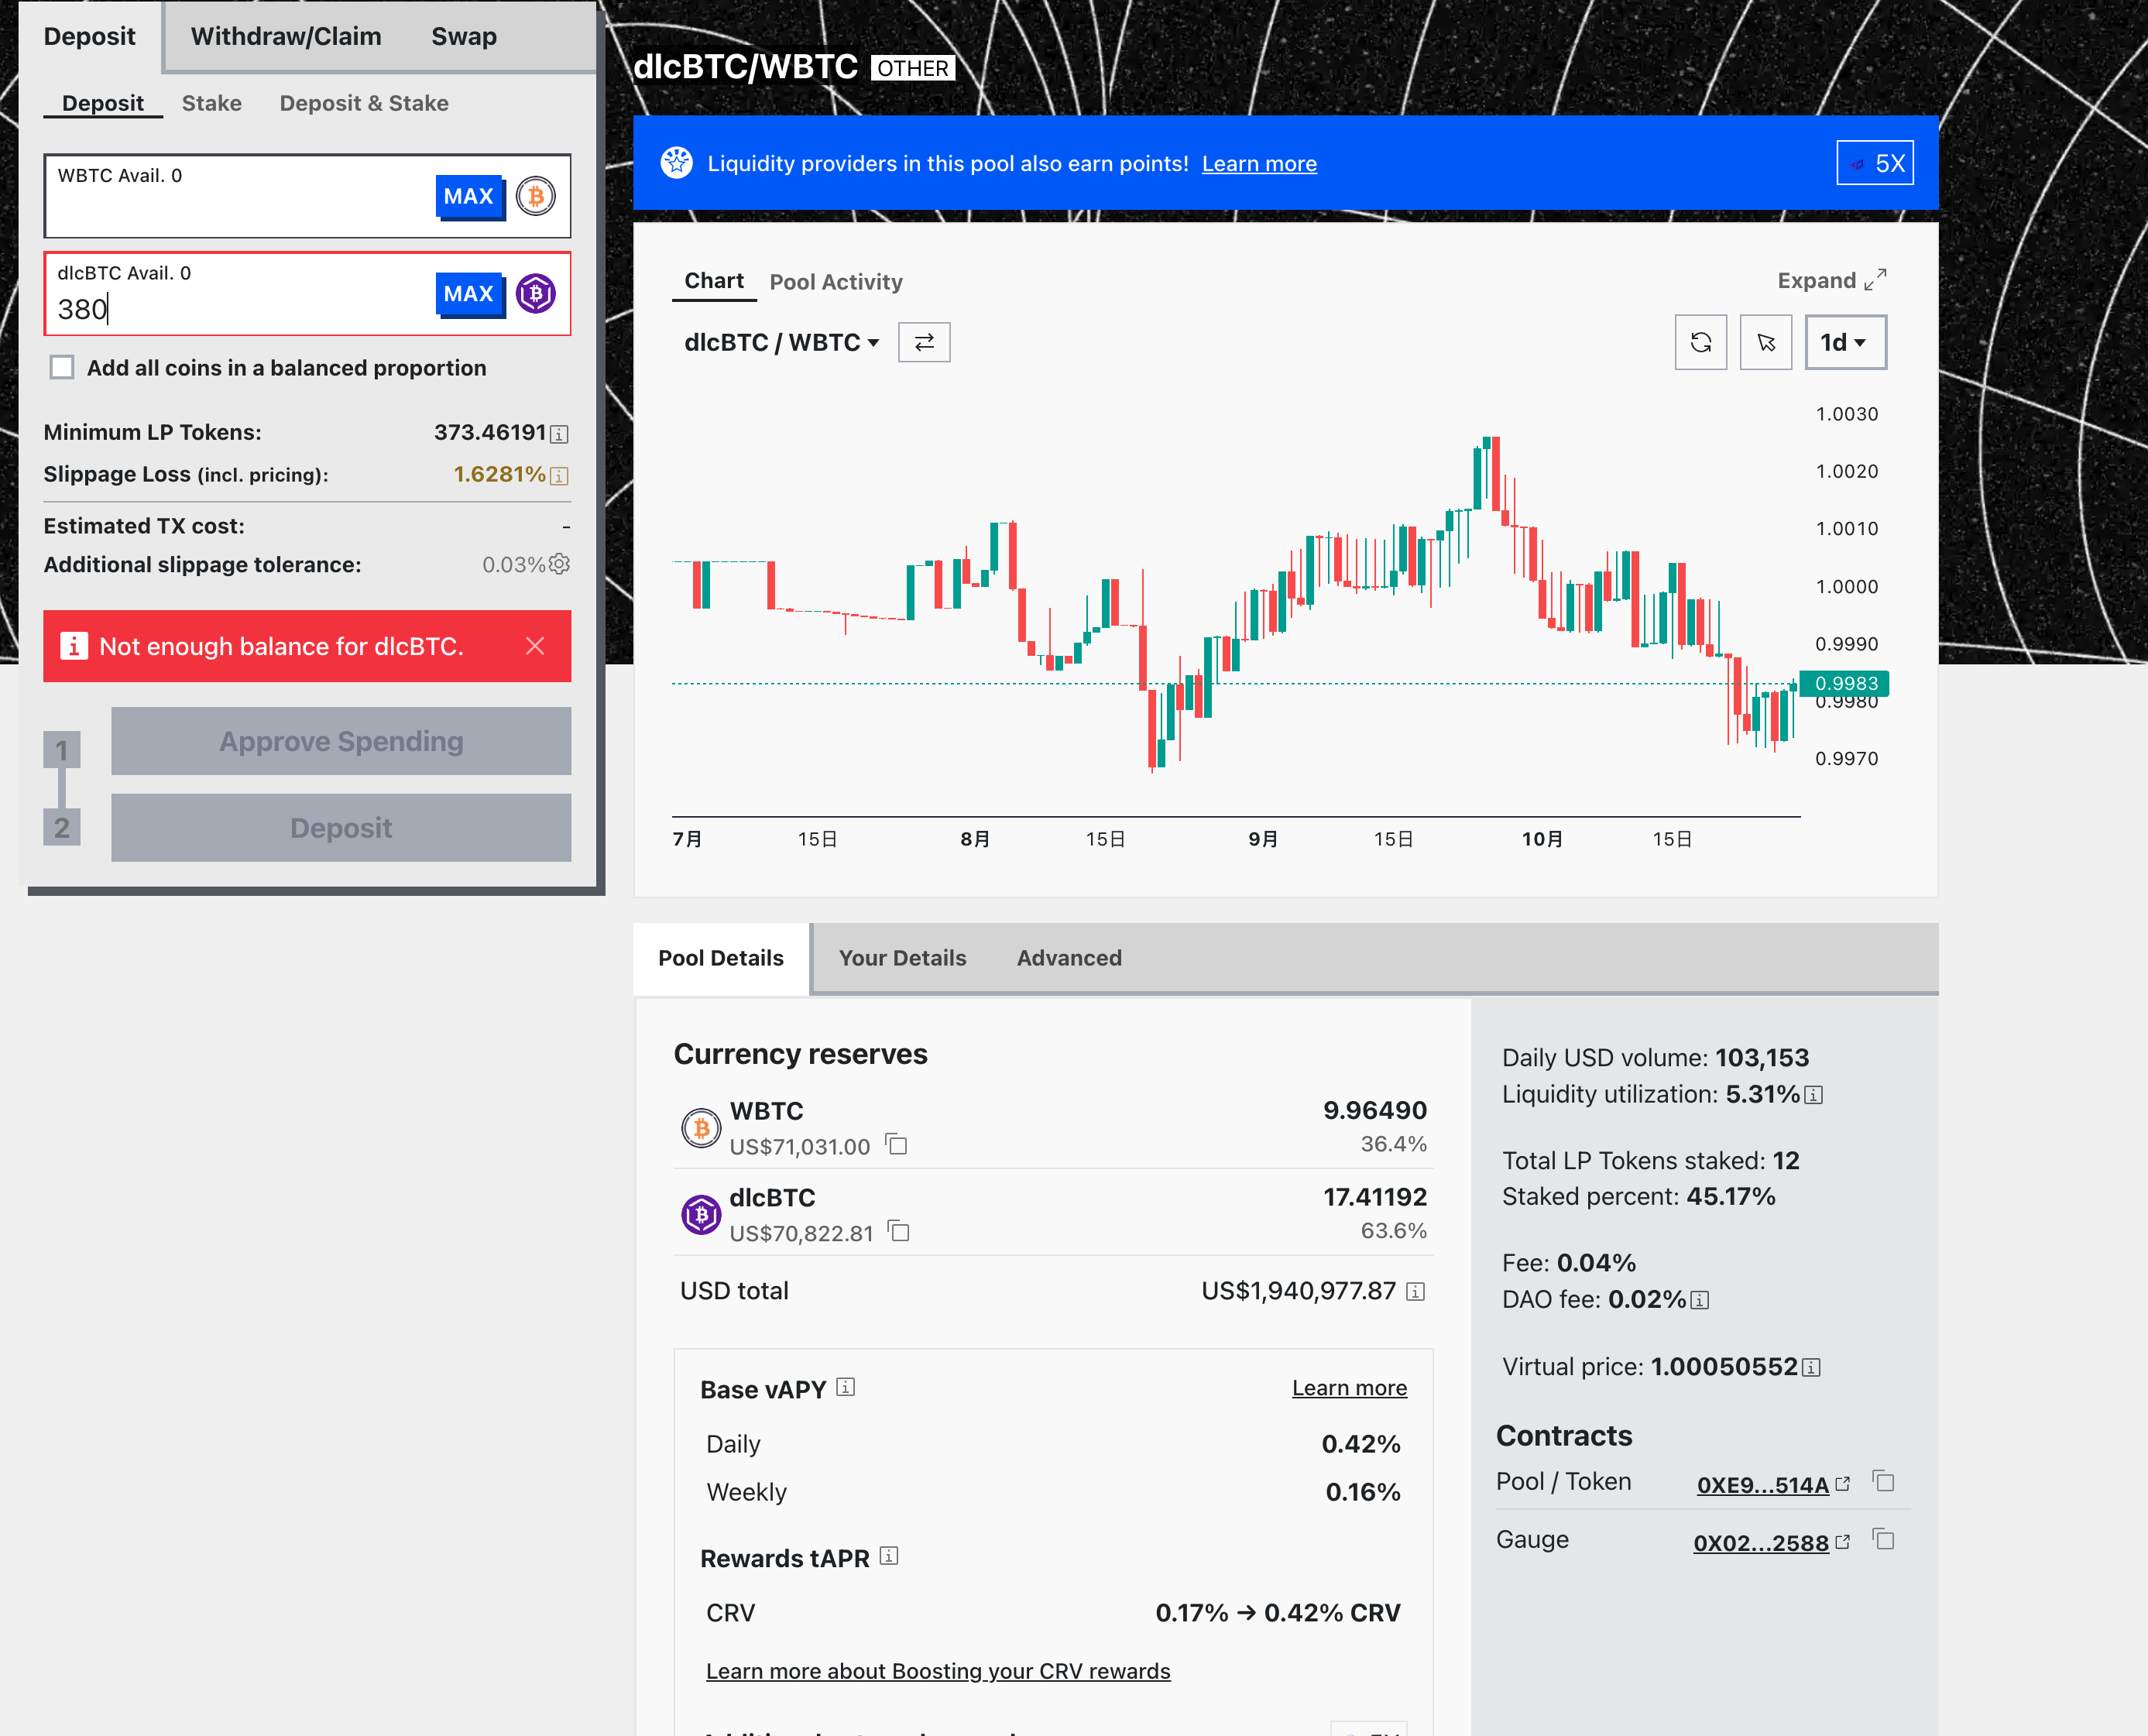 Deposit
Withdraw/Claim
Swap
Deposit
Stake
Deposit & Stake
WBTC Avail. 0
MAX
dlcBTC Avail. 0
380
MAX
Add all coins in a balanced proportion
Minimum LP Tokens: 373.46191
Slippage Loss (incl. pricing): 1.6281%
Estimated TX cost: -
Additional slippage tolerance: 0.03%
Not enough balance for dlcBTC.
1 Approve Spending
2 Deposit
dlcBTC/WBTC OTHER
Liquidity providers in this pool also earn points! Learn more
5X
Chart
Pool Activity
Expand
dlcBTC / WBTC
1d
1.0030
1.0020
1.0010
1.0000
0.9990
0.9983
0.9980
0.9970
7月 15日 8月 15日 9月 15日 10月 15日
Pool Details
Your Details
Advanced
Currency reserves
WBTC 9.96490
US$71,031.00 36.4%
dlcBTC 17.41192
US$70,822.81 63.6%
USD total US$1,940,977.87
Base vAPY Learn more
Daily 0.42%
Weekly 0.16%
Rewards tAPR
CRV 0.17% → 0.42% CRV
Learn more about Boosting your CRV rewards
Daily USD volume: 103,153
Liquidity utilization: 5.31%
Total LP Tokens staked: 12
Staked percent: 45.17%
Fee: 0.04%
DAO fee: 0.02%
Virtual price: 1.00050552
Contracts
Pool / Token 0XE9...514A
Gauge 0X02...2588